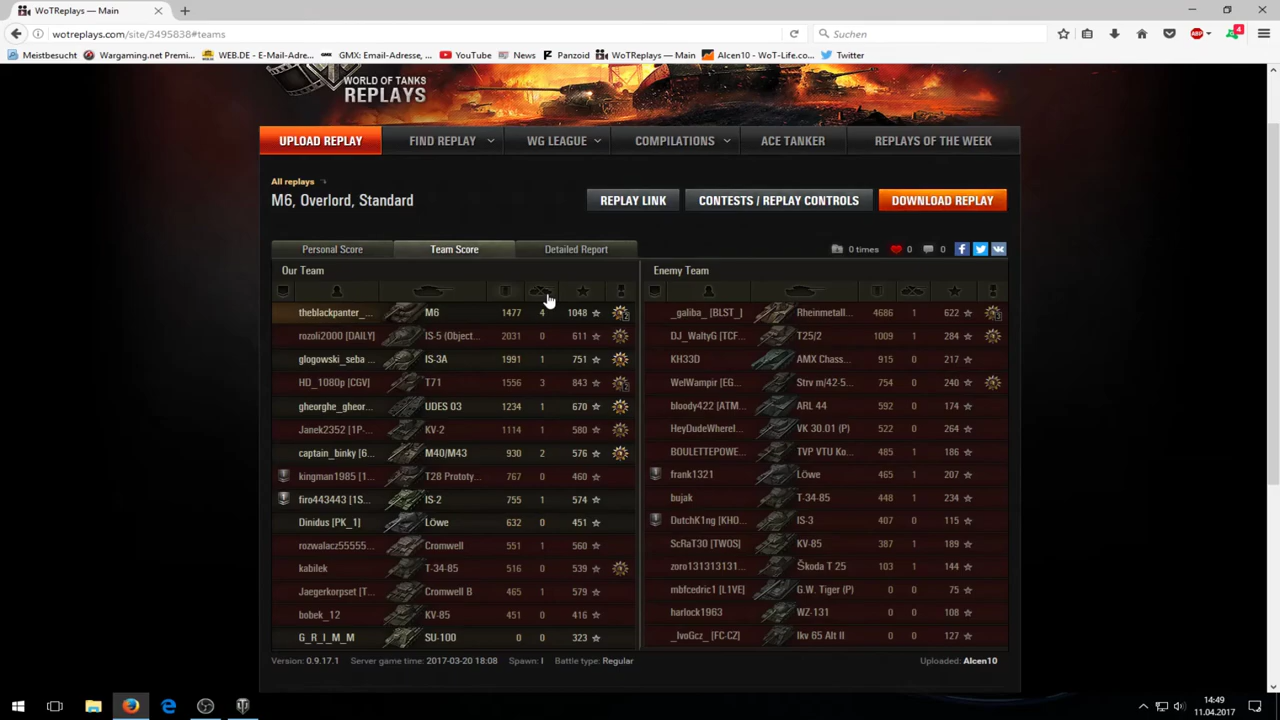 WoTReplays — Main
wotreplays.com/site/3495838#teams
Suchen
4
Meistbesucht
Wargaming.net Premi...
WEB.DE - E-Mail-Adre...
GMX: Email-Adresse, ...
YouTube
News
Panzoid
WoTReplays — Main
Alcen10 - WoT-Life.co...
Twitter
WORLD OF TANKS
REPLAYS
UPLOAD REPLAY
FIND REPLAY
WG LEAGUE
COMPILATIONS
ACE TANKER
REPLAYS OF THE WEEK
All replays
M6, Overlord, Standard
REPLAY LINK
CONTESTS / REPLAY CONTROLS
DOWNLOAD REPLAY
Personal Score
Team Score
Detailed Report
0 times
0
0
Our Team
theblackpanter_... M6 1477 4 1048
rozoli2000 [DAILY] IS-5 (Object... 2031 0 611
glogowski_seba ... IS-3A 1991 1 751
HD_1080p [CGV] T71 1556 3 843
gheorghe_gheor... UDES 03 1234 1 670
Janek2352 [1P-... KV-2 1114 1 580
captain_binky [6... M40/M43 930 2 576
kingman1985 [1... T28 Prototy... 767 0 460
firo443443 [1S... IS-2 755 1 574
Dinidus [PK_1] Löwe 632 0 451
rozwalacz55555... Cromwell 551 1 560
kabilek T-34-85 516 0 539
Jaegerkorpset [T... Cromwell B 465 1 579
bobek_12 KV-85 451 0 416
G_R_I_M_M SU-100 0 0 323
Enemy Team
_galiba_ [BLST_] Rheinmetall... 4686 1 622
DJ_WaltyG [TCF... T25/2 1009 1 284
KH33D AMX Chass... 915 0 217
WelWampir [EG... Strv m/42-5... 754 0 240
bloody422 [ATM... ARL 44 592 0 174
HeyDudeWhereI... VK 30.01 (P) 522 0 264
BOULETTEPOWE... TVP VTU Ko... 485 1 186
frank1321 Löwe 465 1 207
bujak T-34-85 448 1 234
DutchK1ng [KHO... IS-3 407 0 115
ScRaT30 [TWOS] KV-85 387 1 189
zoro131313131... Škoda T 25 103 1 144
mbfcedric1 [L1VE] G.W. Tiger (P) 0 0 75
harlock1963 WZ-131 0 0 108
_IvoGcz_ [FC-CZ] Ikv 65 Alt II 0 0 127
Version: 0.9.17.1
Server game time: 2017-03-20 18:08
Spawn: I
Battle type: Regular
Uploaded: Alcen10
14:49
11.04.2017